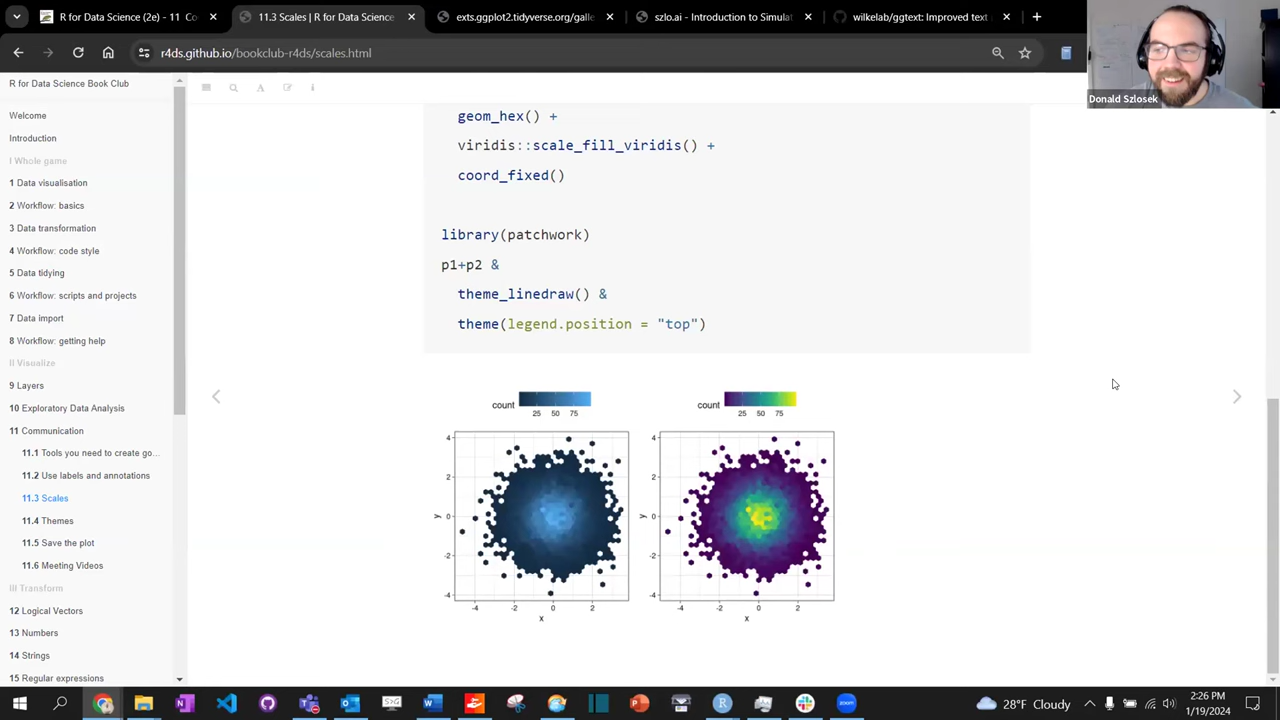 R for Data Science (2e) - 11 Co
11.3 Scales | R for Data Science
exts.ggplot2.tidyverse.org/galle
szlo.ai - Introduction to Simulat
wilkelab/ggtext: Improved text
r4ds.github.io/bookclub-r4ds/scales.html
Donald Szlosek
R for Data Science Book Club
Welcome
Introduction
I Whole game
1 Data visualisation
2 Workflow: basics
3 Data transformation
4 Workflow: code style
5 Data tidying
6 Workflow: scripts and projects
7 Data import
8 Workflow: getting help
II Visualize
9 Layers
10 Exploratory Data Analysis
11 Communication
11.1 Tools you need to create go...
11.2 Use labels and annotations
11.3 Scales
11.4 Themes
11.5 Save the plot
11.6 Meeting Videos
III Transform
12 Logical Vectors
13 Numbers
14 Strings
15 Regular expressions
geom_hex() +
viridis::scale_fill_viridis() +
coord_fixed()
library(patchwork)
p1+p2 &
theme_linedraw() &
theme(legend.position = "top")
count
25 50 75
4
2
0
-2
-4
y
-4 -2 0 2
x
count
25 50 75
4
2
0
-2
-4
y
-4 -2 0 2
x
28°F Cloudy
2:26 PM
1/19/2024